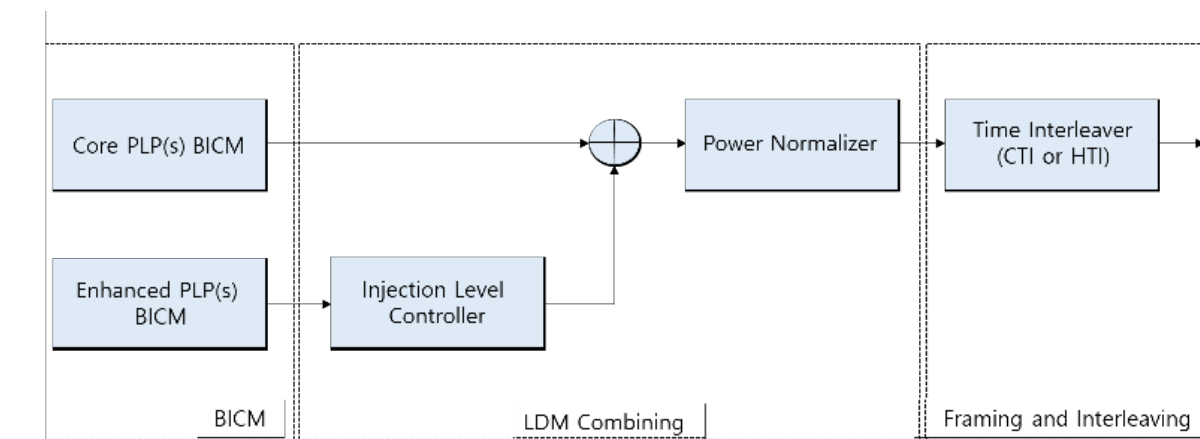 Core PLP(s) BICM
Power Normalizer
Time Interleaver
(CTI or HTI)
Enhanced PLP(s)
BICM
Injection Level
Controller
BICM
LDM Combining
Framing and Interleaving